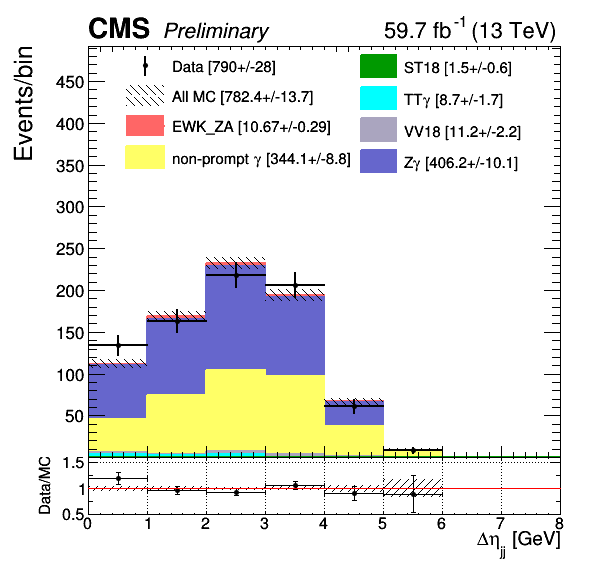 CMS Preliminary 59.7 fb⁻¹ (13 TeV)
Events/bin
450
400
350
300
250
200
150
100
50
Data [790+/-28]
All MC [782.4+/-13.7]
EWK_ZA [10.67+/-0.29]
non-prompt γ [344.1+/-8.8]
ST18 [1.5+/-0.6]
TTγ [8.7+/-1.7]
VV18 [11.2+/-2.2]
Zγ [406.2+/-10.1]
Data/MC
1.5
1
0.5
0 1 2 3 4 5 6 7 8
Δη_jj [GeV]